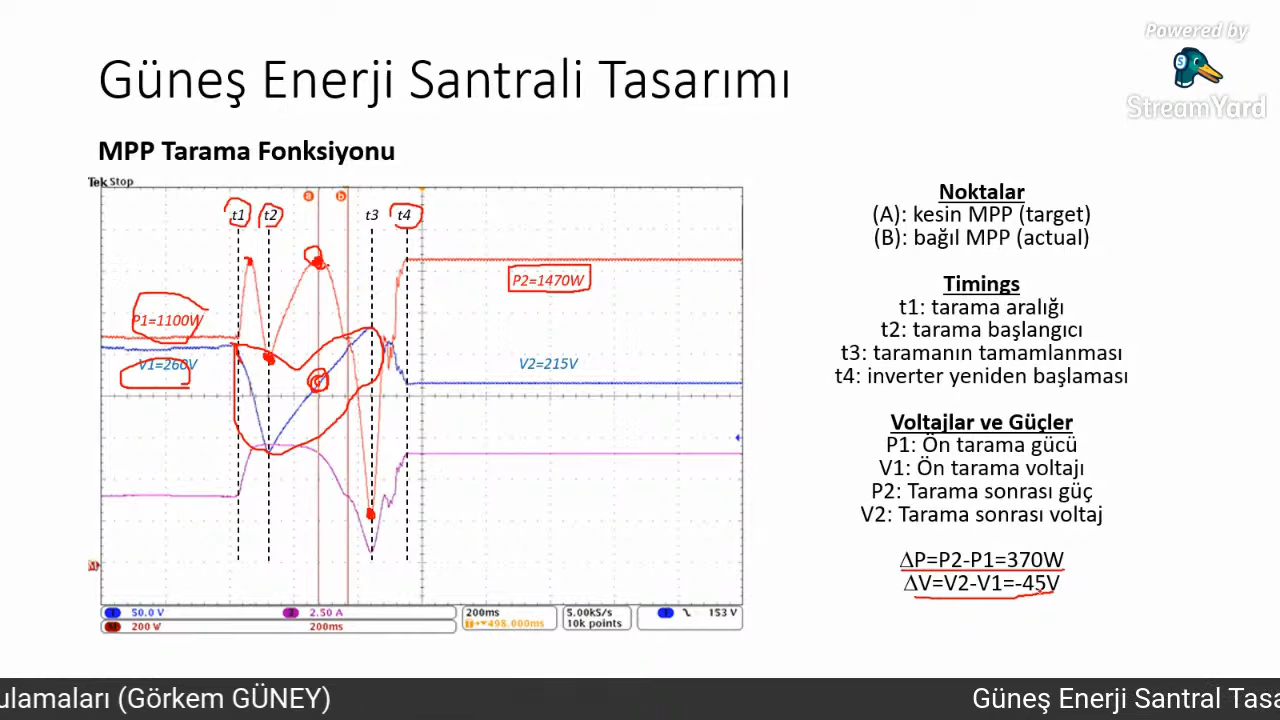 Powered by
StreamYard
Güneş Enerji Santrali Tasarımı
MPP Tarama Fonksiyonu
Tek Stop
a
b
t1
t2
t3
t4
P1=1100W
V1=260V
P2=1470W
V2=215V
50.0 V
2.50 A
200 W
200ms
200ms
498.000ms
5.00kS/s
10k points
153 V
Noktalar
(A): kesin MPP (target)
(B): bağıl MPP (actual)
Timings
t1: tarama aralığı
t2: tarama başlangıcı
t3: taramanın tamamlanması
t4: inverter yeniden başlaması
Voltajlar ve Güçler
P1: Ön tarama gücü
V1: Ön tarama voltajı
P2: Tarama sonrası güç
V2: Tarama sonrası voltaj
∆P=P2-P1=370W
∆V=V2-V1=-45V
ulamaları (Görkem GÜNEY)
Güneş Enerji Santral Tasa